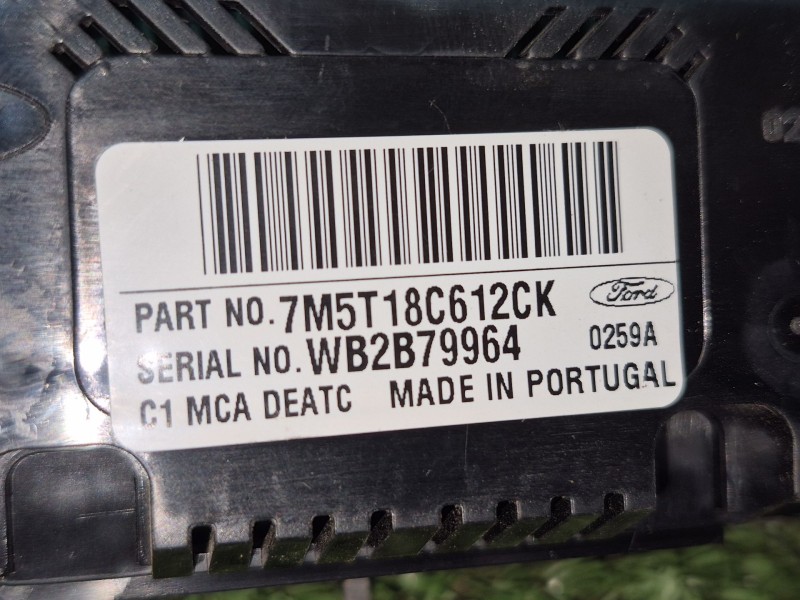 PART NO. 7M5T18C612CK Ford
SERIAL NO. WB2B79964 0259A
C1 MCA DEATC MADE IN PORTUGAL